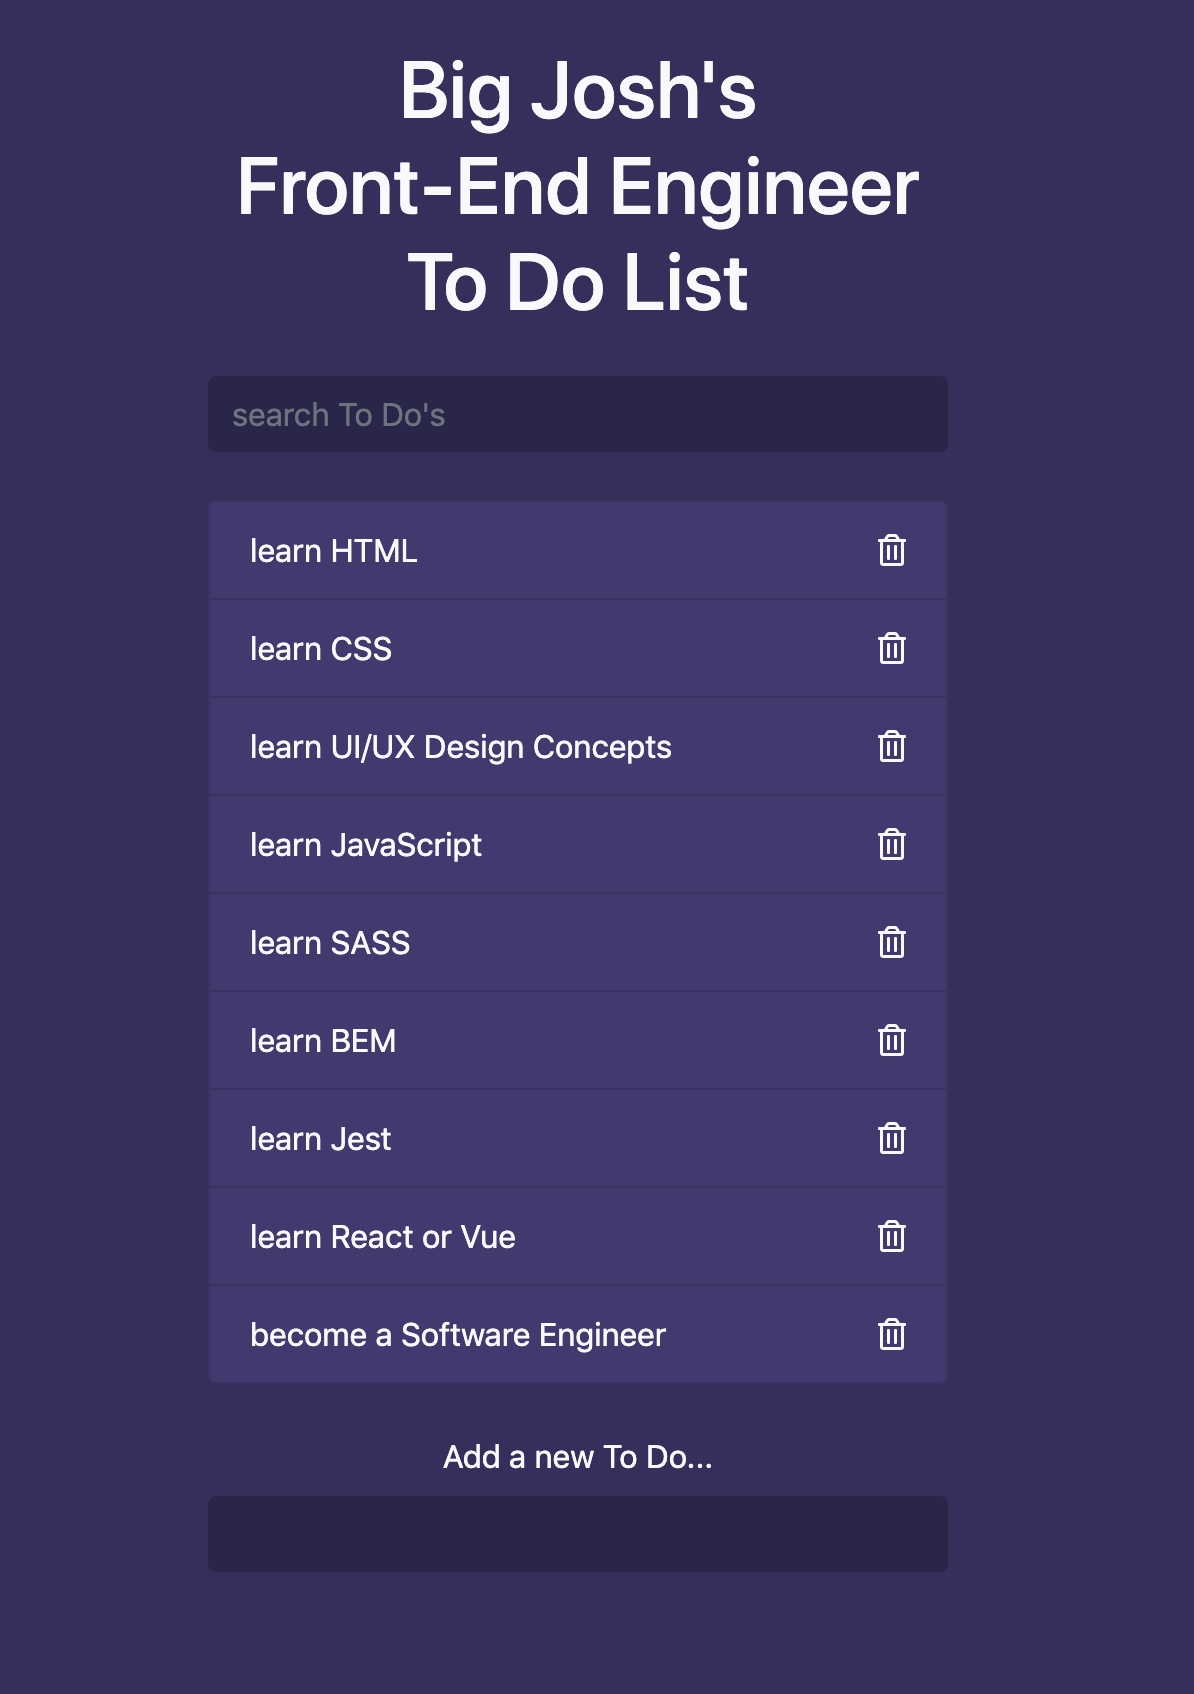 Big Josh's
Front-End Engineer
To Do List
search To Do's
learn HTML
learn CSS
learn UI/UX Design Concepts
learn JavaScript
learn SASS
learn BEM
learn Jest
learn React or Vue
become a Software Engineer
Add a new To Do...